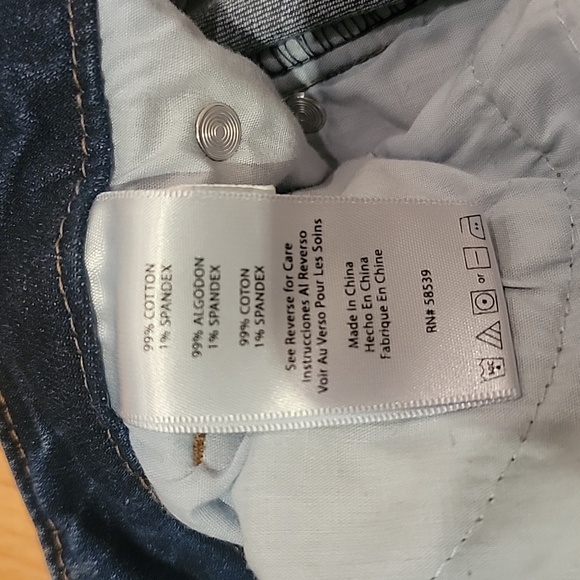 99% COTTON
1% SPANDEX
99% ALGODON
1% SPANDEX
99% COTON
1% SPANDEX
See Reverse for Care
Instrucciones Al Reverso
Voir Au Verso Pour Les Soins
Made In China
Hecho En China
Fabrique En Chine
RN# 58539
or